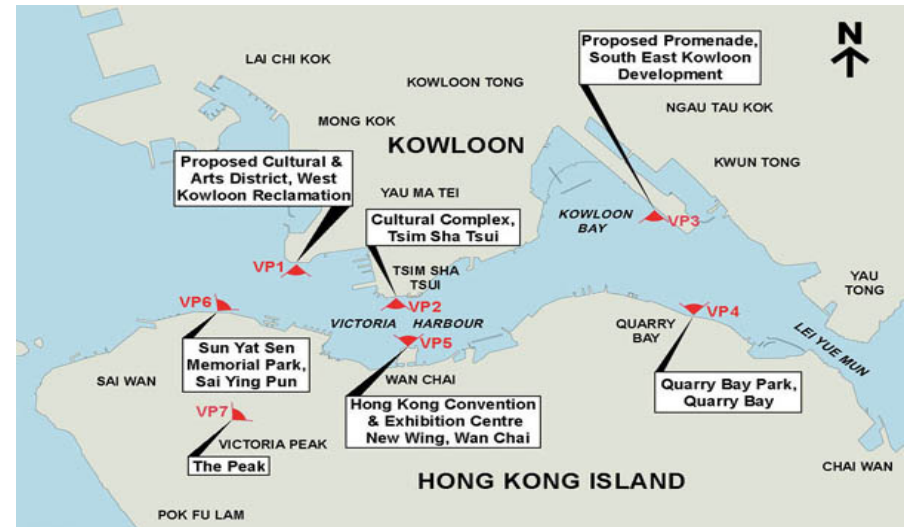 N
LAI CHI KOK
KOWLOON TONG
Proposed Promenade,
South East Kowloon
Development
NGAU TAU KOK
MONG KOK
KOWLOON
KWUN TONG
Proposed Cultural &
Arts District, West
Kowloon Reclamation
YAU MA TEI
Cultural Complex,
Tsim Sha Tsui
KOWLOON
BAY
VP3
VP1
TSIM SHA
TSUI
YAU
TONG
VP6
VP2
VP4
VICTORIA HARBOUR
QUARRY
BAY
LEI YUE MUN
VP5
Sun Yat Sen
Memorial Park,
Sai Ying Pun
SAI WAN
WAN CHAI
Quarry Bay Park,
Quarry Bay
Hong Kong Convention
& Exhibition Centre
New Wing, Wan Chai
VP7
VICTORIA PEAK
The Peak
CHAI WAN
HONG KONG ISLAND
POK FU LAM